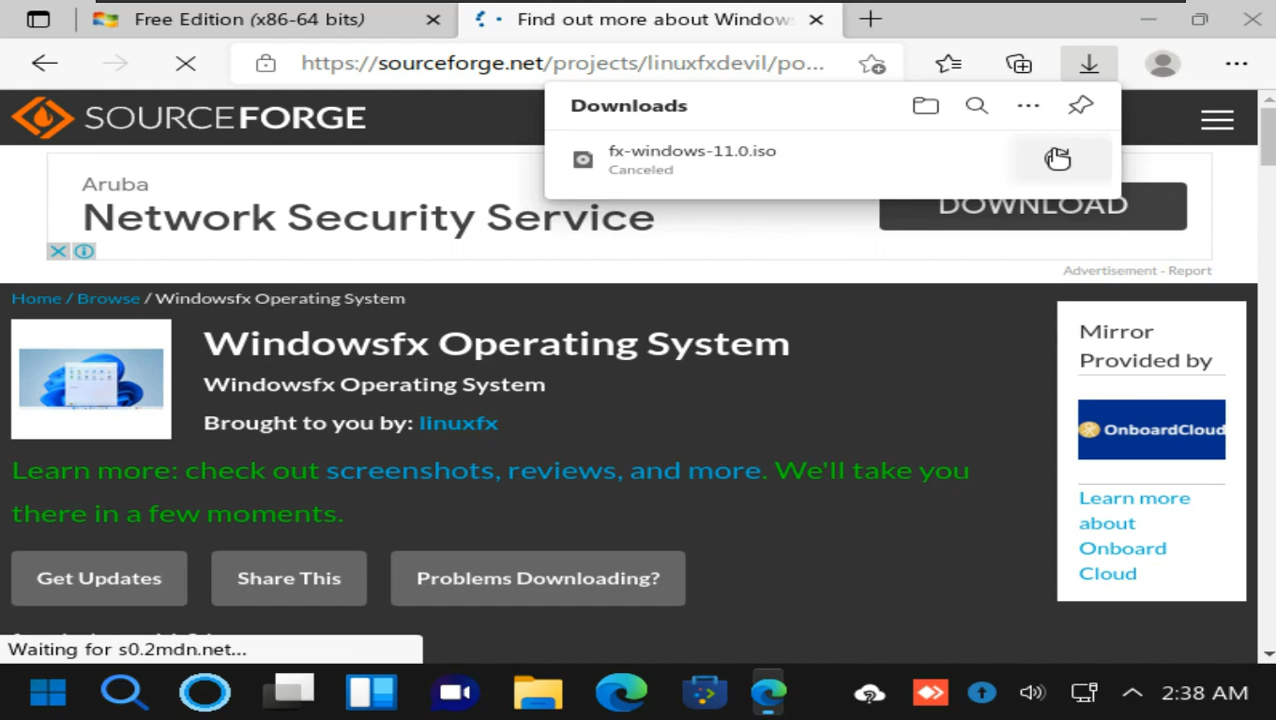 Free Edition (x86-64 bits)
Find out more about Windows
https://sourceforge.net/projects/linuxfxdevil/po...
SOURCEFORGE
Downloads
fx-windows-11.0.iso
Canceled
Aruba
Network Security Service
DOWNLOAD
Advertisement - Report
Home / Browse / Windowsfx Operating System
Windowsfx Operating System
Windowsfx Operating System
Brought to you by: linuxfx
Learn more: check out screenshots, reviews, and more. We'll take you
there in a few moments.
Get Updates
Share This
Problems Downloading?
Mirror
Provided by
OnboardCloud
Learn more
about
Onboard
Cloud
Waiting for s0.2mdn.net...
2:38 AM